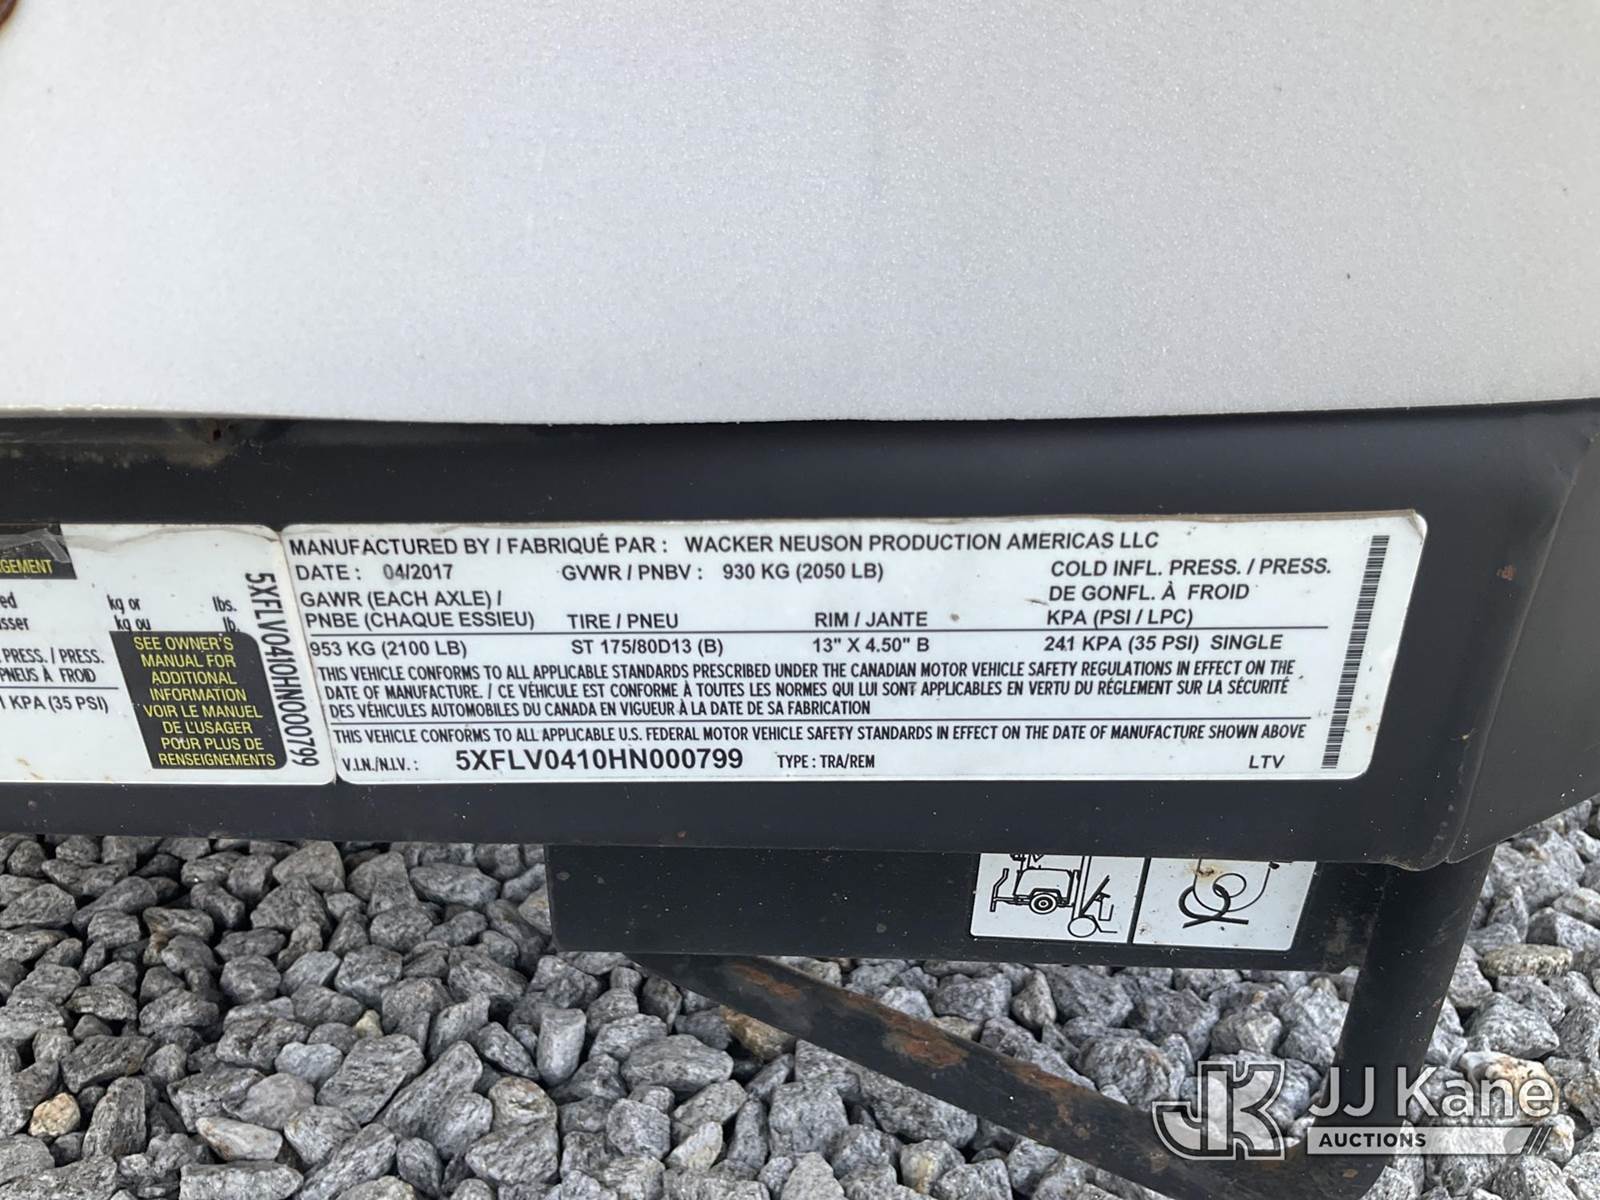 MANUFACTURED BY / FABRIQUÉ PAR : WACKER NEUSON PRODUCTION AMERICAS LLC
DATE : 04/2017 GVWR / PNBV : 930 KG (2050 LB) COLD INFL. PRESS. / PRESS.
DE GONFL. À FROID
GAWR (EACH AXLE) /
PNBE (CHAQUE ESSIEU) TIRE / PNEU RIM / JANTE KPA (PSI / LPC)
953 KG (2100 LB) ST 175/80D13 (B) 13" X 4.50" B 241 KPA (35 PSI) SINGLE
THIS VEHICLE CONFORMS TO ALL APPLICABLE STANDARDS PRESCRIBED UNDER THE CANADIAN MOTOR VEHICLE SAFETY REGULATIONS IN EFFECT ON THE
DATE OF MANUFACTURE. / CE VÉHICULE EST CONFORME À TOUTES LES NORMES QUI LUI SONT APPLICABLES EN VERTU DU RÉGLEMENT SUR LA SÉCURITÉ
DES VÉHICULES AUTOMOBILES DU CANADA EN VIGUEUR À LA DATE DE SA FABRICATION
THIS VEHICLE CONFORMS TO ALL APPLICABLE U.S. FEDERAL MOTOR VEHICLE SAFETY STANDARDS IN EFFECT ON THE DATE OF MANUFACTURE SHOWN ABOVE
V.I.N./N.I.V. : 5XFLV0410HN000799 TYPE : TRA/REM LTV
kg or lbs.
kg ou lb.
PRESS. / PRESS.
PNEUS À FROID
KPA (35 PSI)
SEE OWNER'S
MANUAL FOR
ADDITIONAL
INFORMATION
VOIR LE MANUEL
DE L'USAGER
POUR PLUS DE
RENSEIGNEMENTS
5XFLV0410HN000799
JK JJ Kane
AUCTIONS